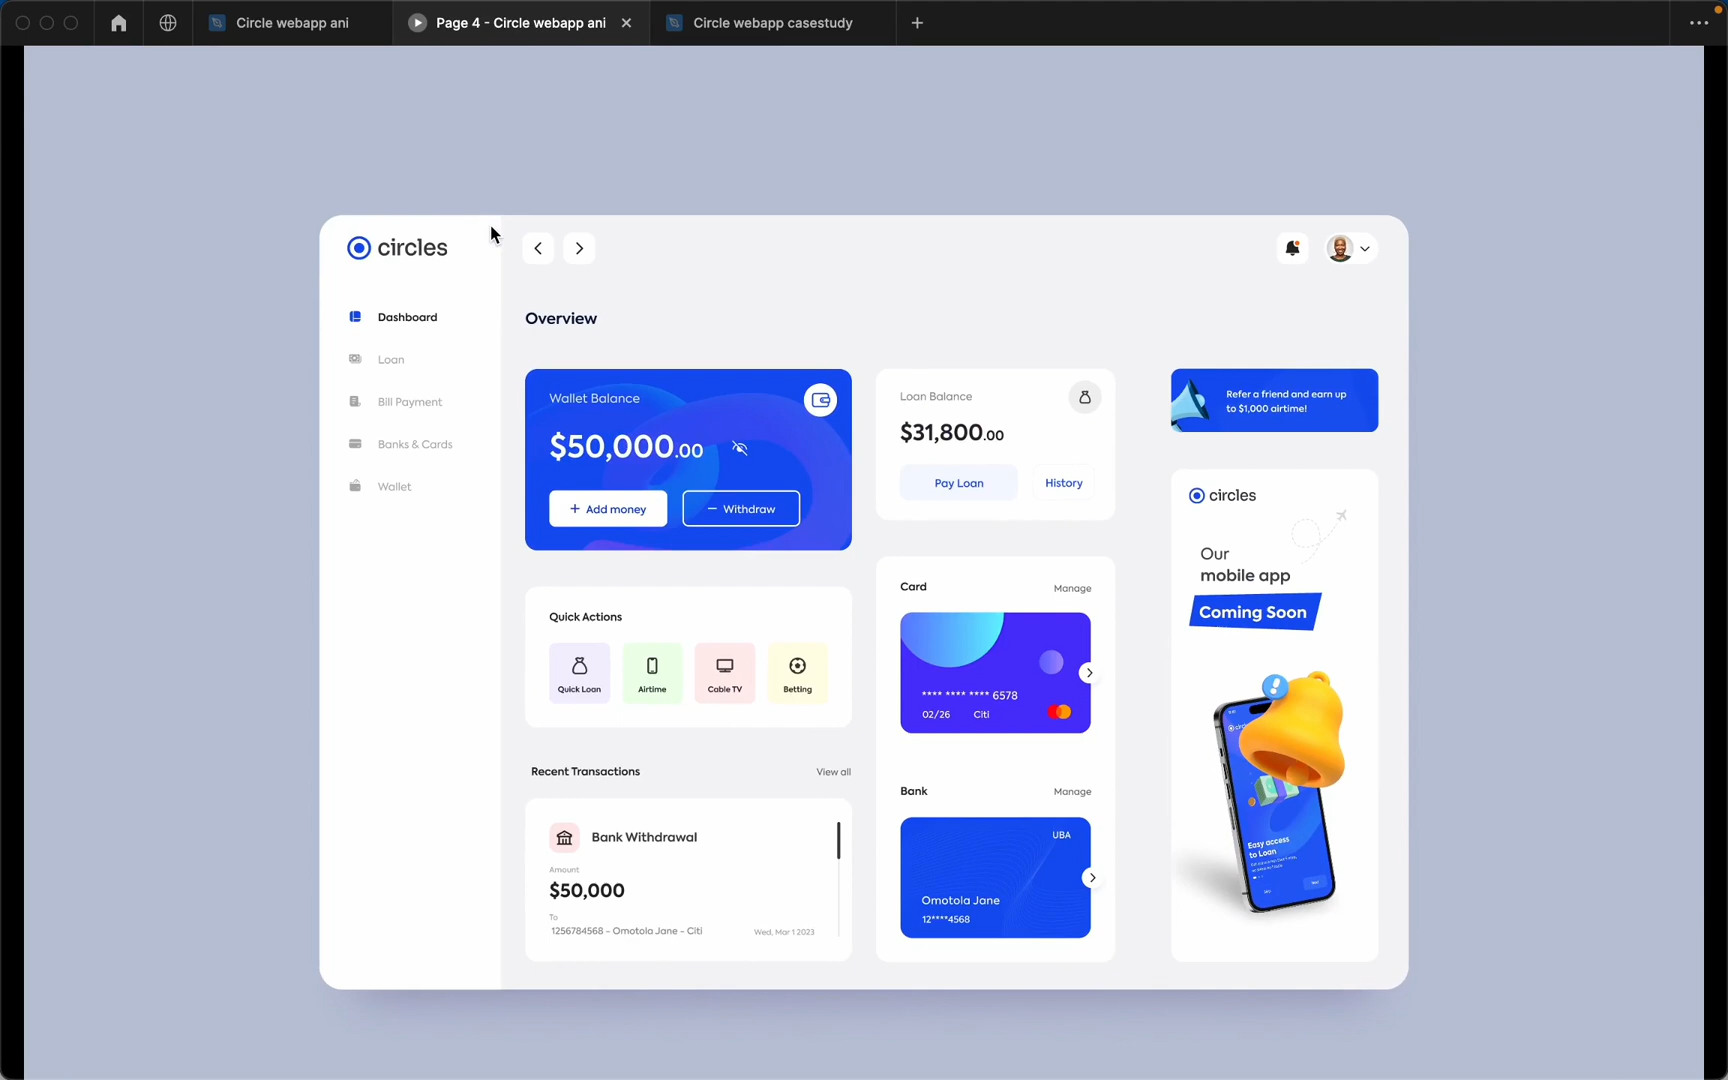 Circle webapp ani
Page 4 - Circle webapp ani
Circle webapp casestudy
circles
Dashboard
Loan
Bill Payment
Banks & Cards
Wallet
Overview
Wallet Balance
$50,000.00
+ Add money
− Withdraw
Quick Actions
Quick Loan
Airtime
Cable TV
Betting
Recent Transactions
View all
Bank Withdrawal
Amount
$50,000
To
1256784568 - Omotola Jane - Citi
Wed, Mar 1 2023
Loan Balance
$31,800.00
Pay Loan
History
Card
Manage
**** **** **** 6578
02/26 Citi
Bank
Manage
UBA
Omotola Jane
12****4568
Refer a friend and earn up
to $1,000 airtime!
circles
Our
mobile app
Coming Soon
Easy access
to Loan